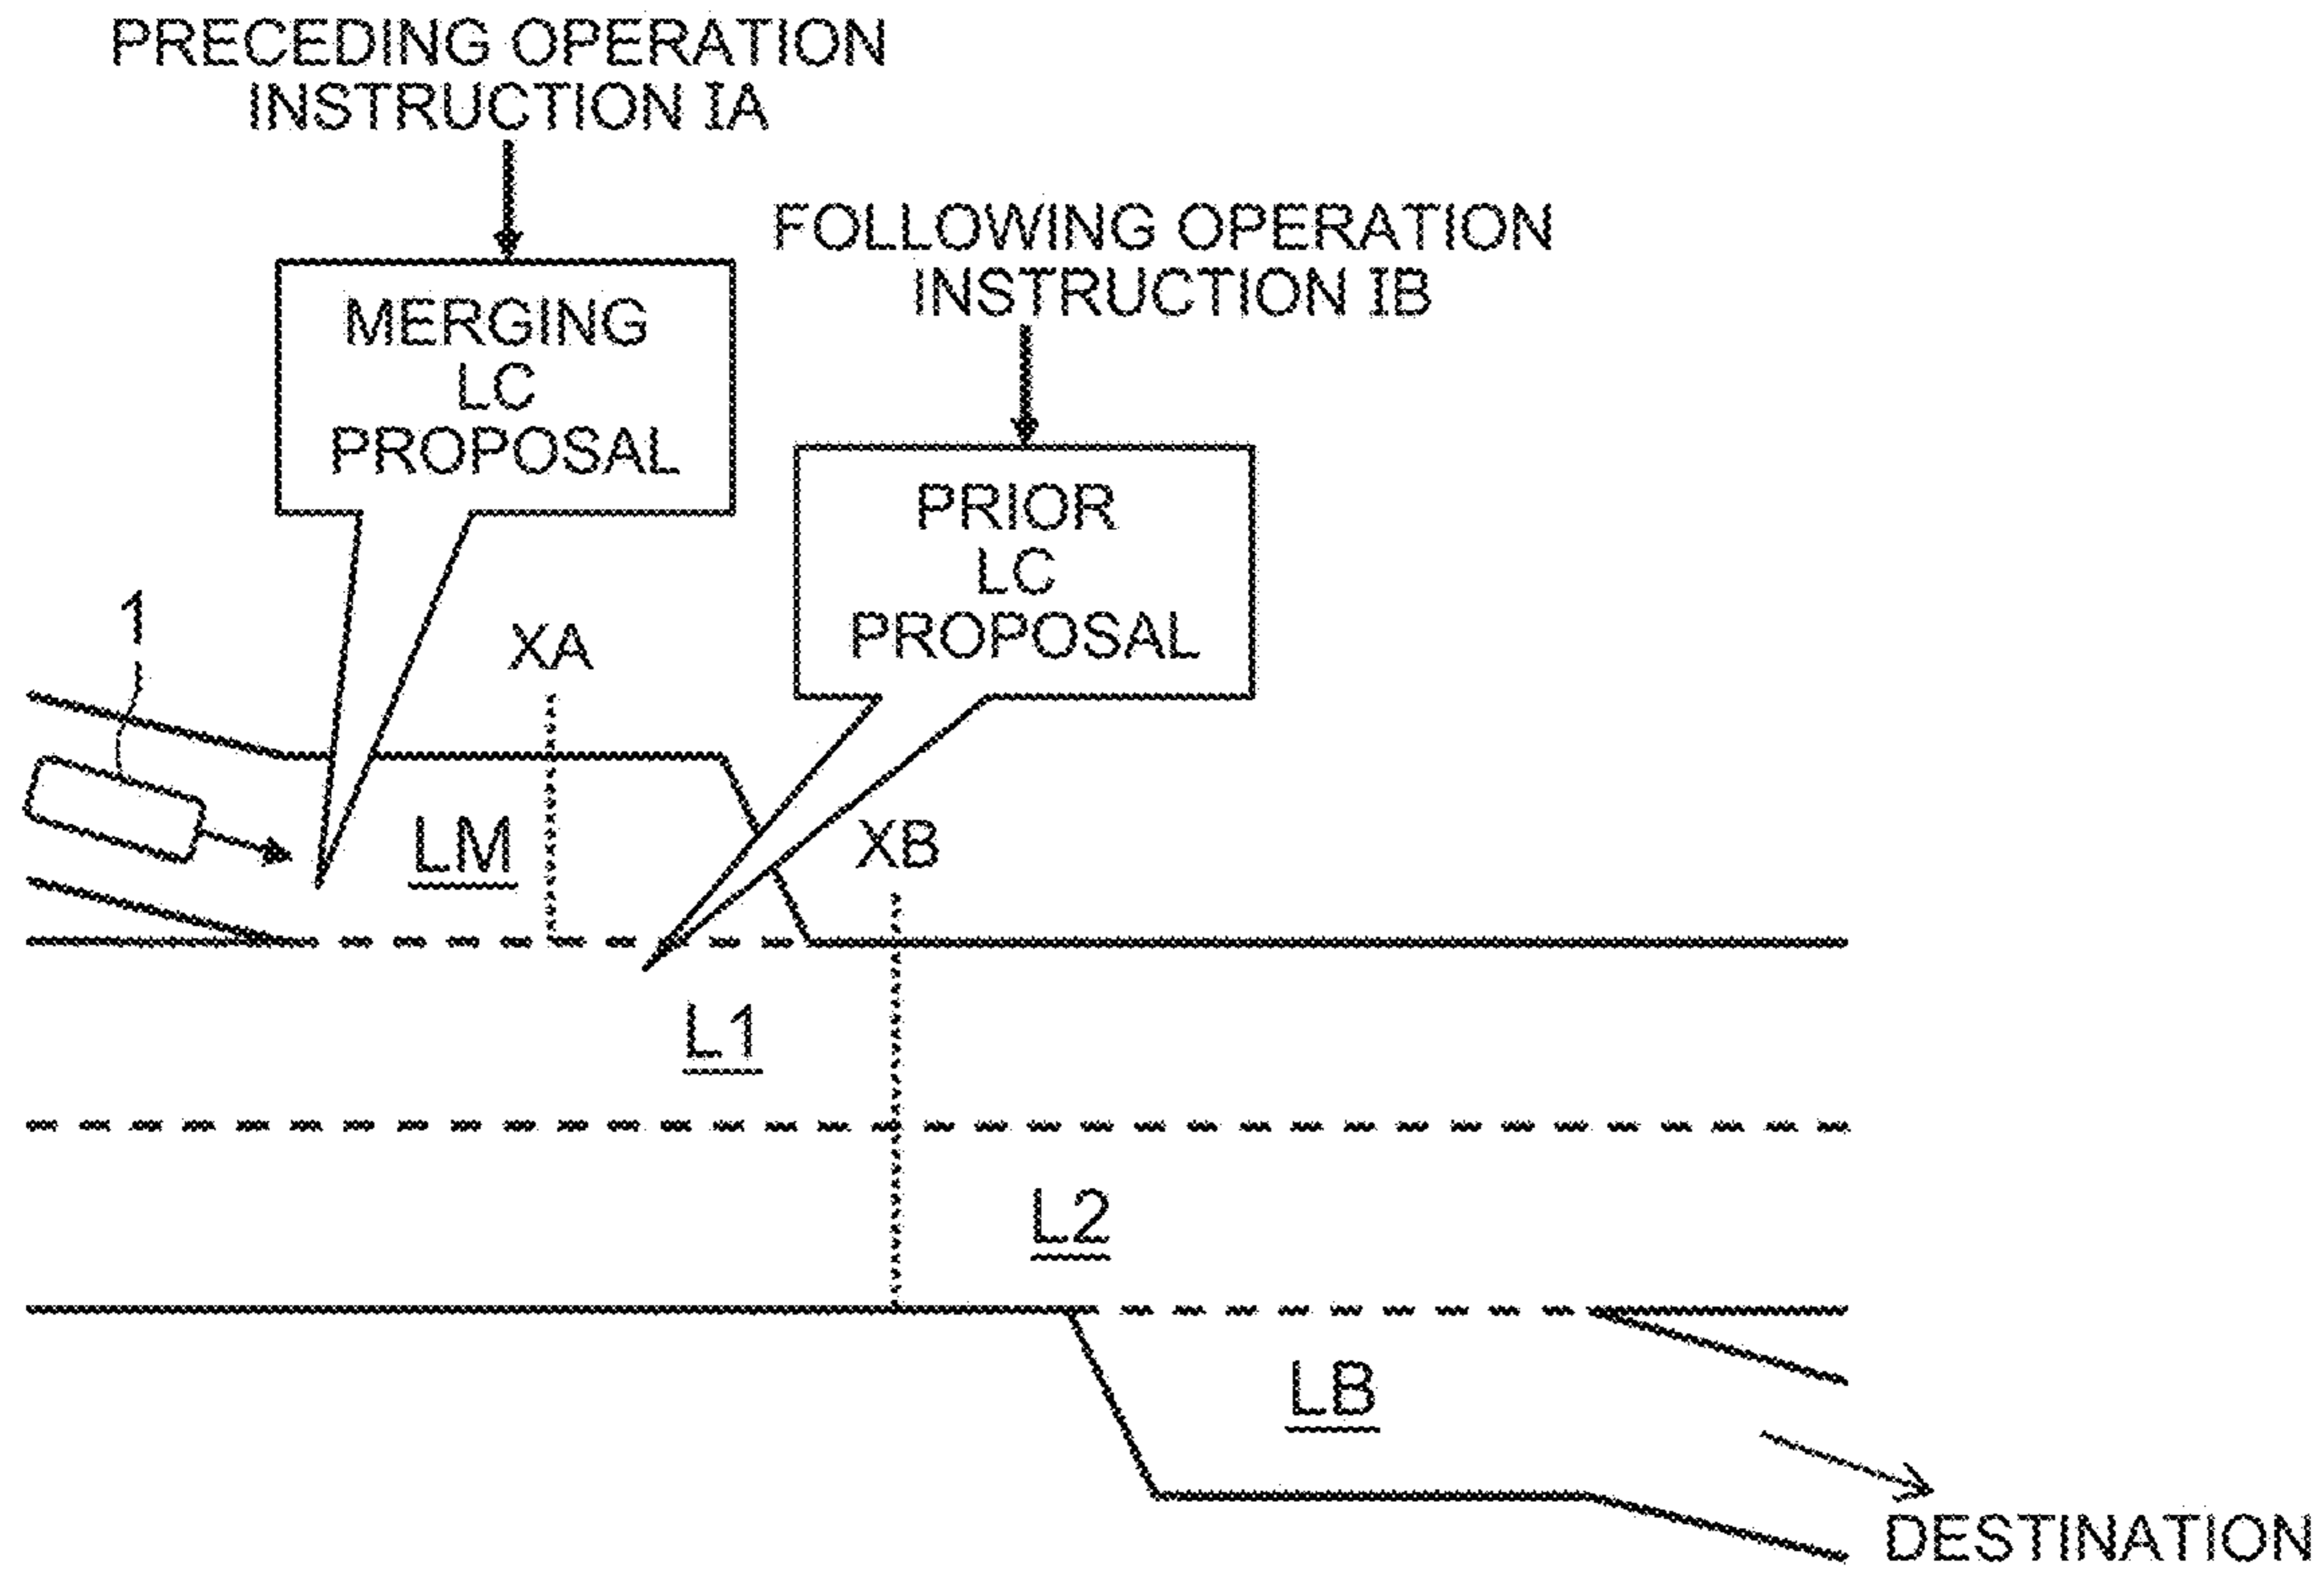 PRECEDING OPERATION
INSTRUCTION IA
FOLLOWING OPERATION
INSTRUCTION IB
MERGING
LC
PROPOSAL
PRIOR
LC
PROPOSAL
1
XA
XB
LM
L1
L2
LB
DESTINATION